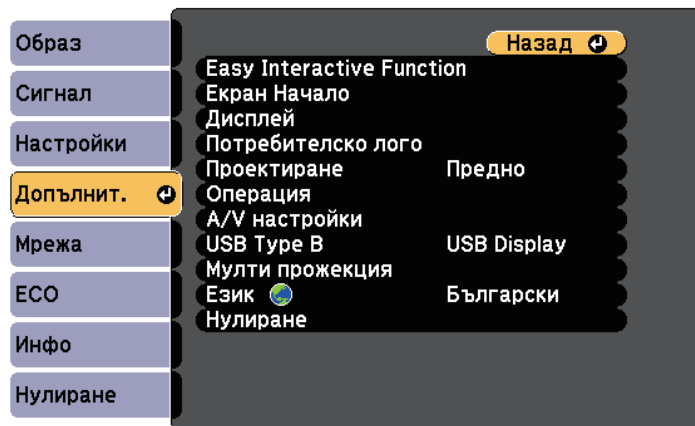 Образ
Сигнал
Настройки
Допълнит.
Мрежа
ECO
Инфо
Нулиране
Назад
Easy Interactive Function
Екран Начало
Дисплей
Потребителско лого
Проектиране Предно
Операция
A/V настройки
USB Type B USB Display
Мулти прожекция
Език Български
Нулиране